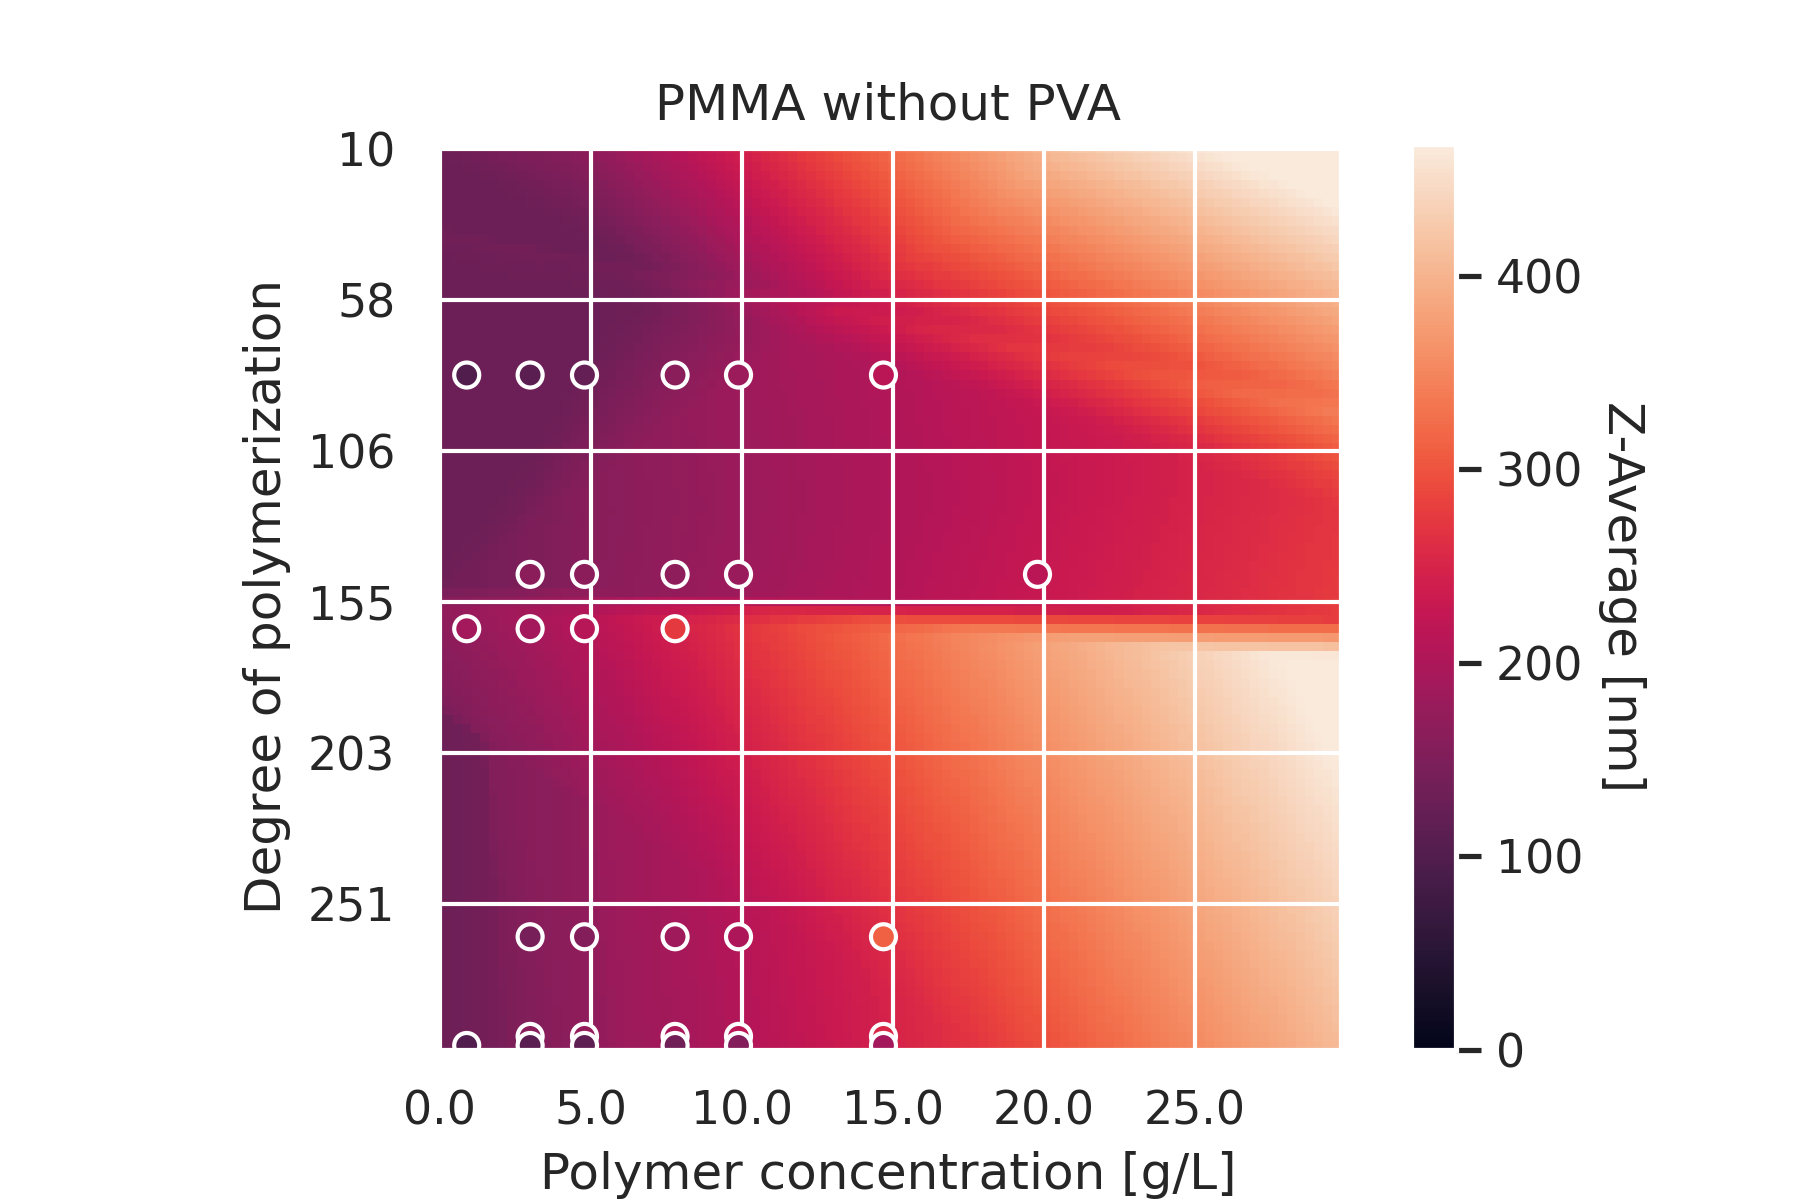 PMMA without PVA
Degree of polymerization
10
58
106
155
203
251
0.0 5.0 10.0 15.0 20.0 25.0
Polymer concentration [g/L]
400
300
200
100
0
Z-Average [nm]